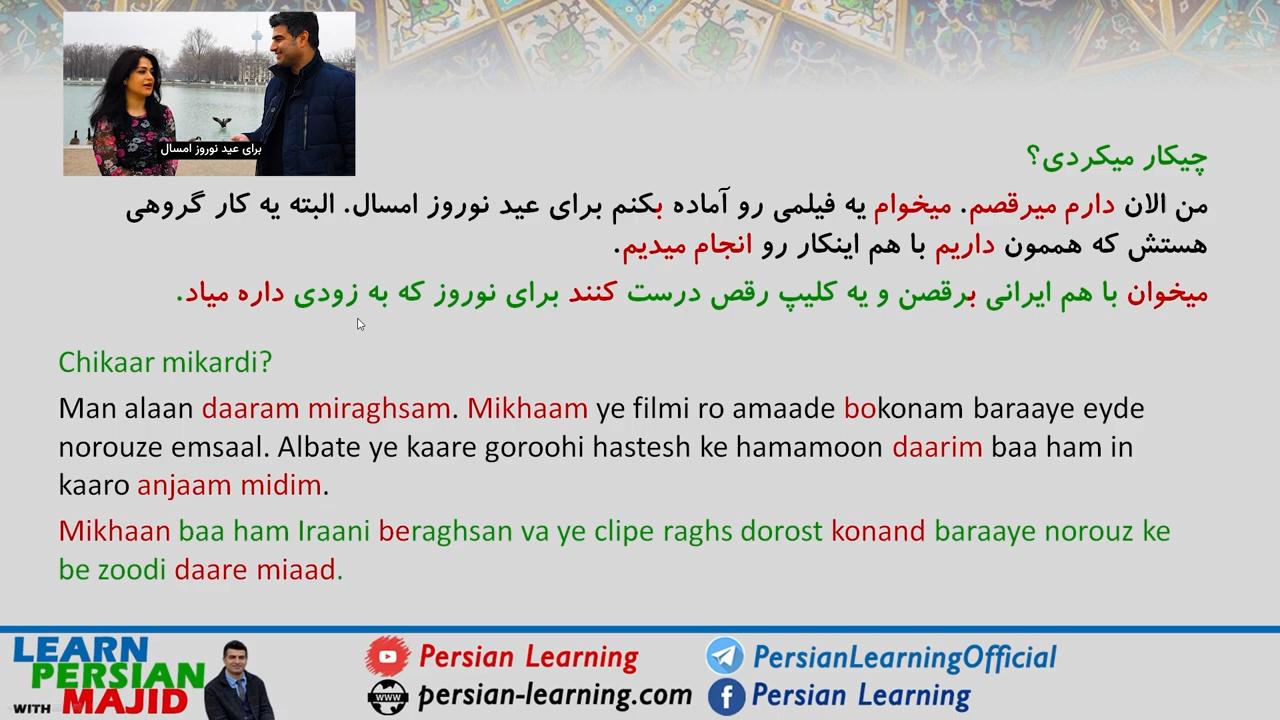 برای عید نوروز امسال
چیکار میکردی؟
من الان دارم میرقصم. میخوام یه فیلمی رو آماده بکنم برای عید نوروز امسال. البته یه کار گروهی
هستش که هممون داریم با هم اینکار رو انجام میدیم.
میخوان با هم ایرانی برقصن و یه کلیپ رقص درست کنند برای نوروز که به زودی داره میاد.
Chikaar mikardi?
Man alaan daaram miraghsam. Mikhaam ye filmi ro amaade bokonam baraaye eyde
norouze emsaal. Albate ye kaare goroohi hastesh ke hamamoon daarim baa ham in
kaaro anjaam midim.
Mikhaan baa ham Iraani beraghsan va ye clipe raghs dorost konand baraaye norouz ke
be zoodi daare miaad.
LEARN
PERSIAN
WITH MAJID
Persian Learning
www persian-learning.com
PersianLearningOfficial
Persian Learning